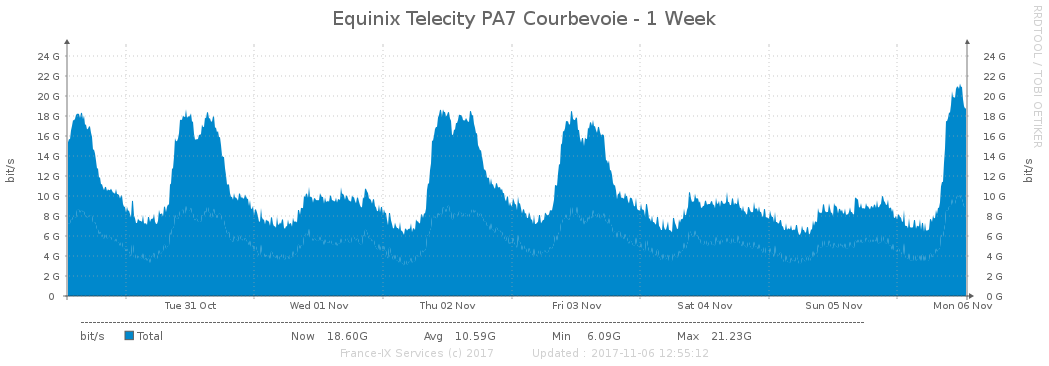 Equinix Telecity PA7 Courbevoie - 1 Week
RRDTOOL / TOBI OETIKER
bit/s
24 G 24 G
22 G 22 G
20 G 20 G
18 G 18 G
16 G 16 G
14 G 14 G
12 G 12 G
10 G 10 G
8 G 8 G
6 G 6 G
4 G 4 G
2 G 2 G
0 0 G
bit/s
Tue 31 Oct Wed 01 Nov Thu 02 Nov Fri 03 Nov Sat 04 Nov Sun 05 Nov Mon 06 Nov
bit/s Total Now 18.60G Avg 10.59G Min 6.09G Max 21.23G
France-IX Services (c) 2017 Updated : 2017-11-06 12:55:12